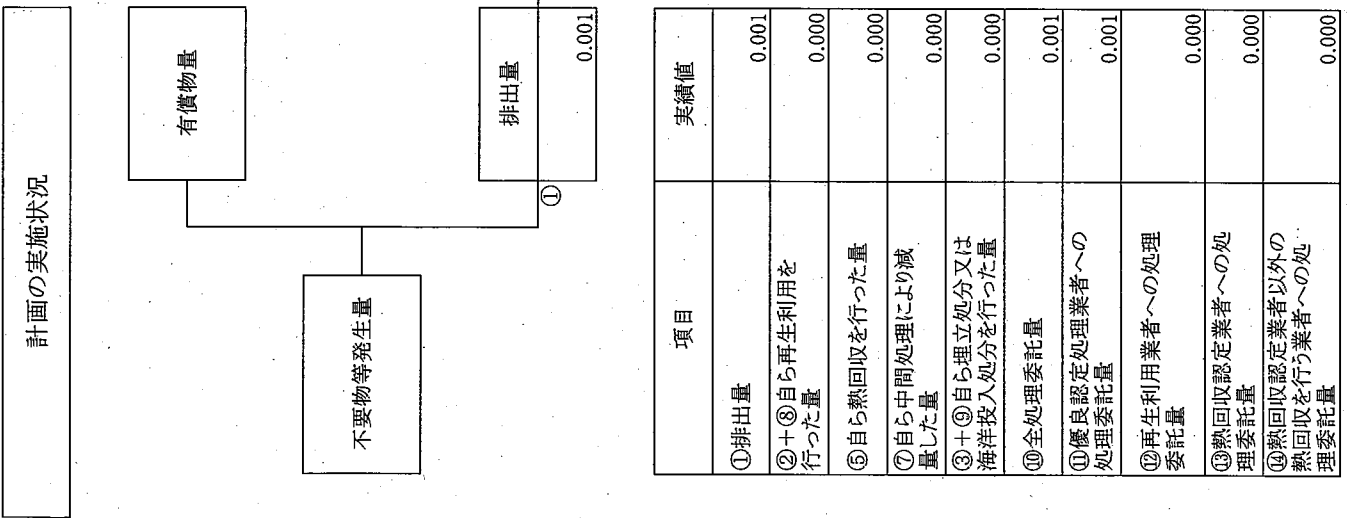 計画の実施状況
有償物量
不要物等発生量
排出量
①
0.001
項目
実績値
①排出量
0.001
②+⑧自ら再生利用を
行った量
0.000
⑤自ら熱回収を行った量
0.000
⑦自ら中間処理により減
量した量
0.000
③+⑨自ら埋立処分又は
海洋投入処分を行った量
0.000
⑩全処理委託量
0.001
⑪優良認定処理業者への
処理委託量
0.001
⑫再生利用業者への処理
委託量
0.000
⑬熱回収認定業者への処
理委託量
0.000
⑭熱回収認定業者以外の
熱回収を行う業者への処
理委託量
0.000